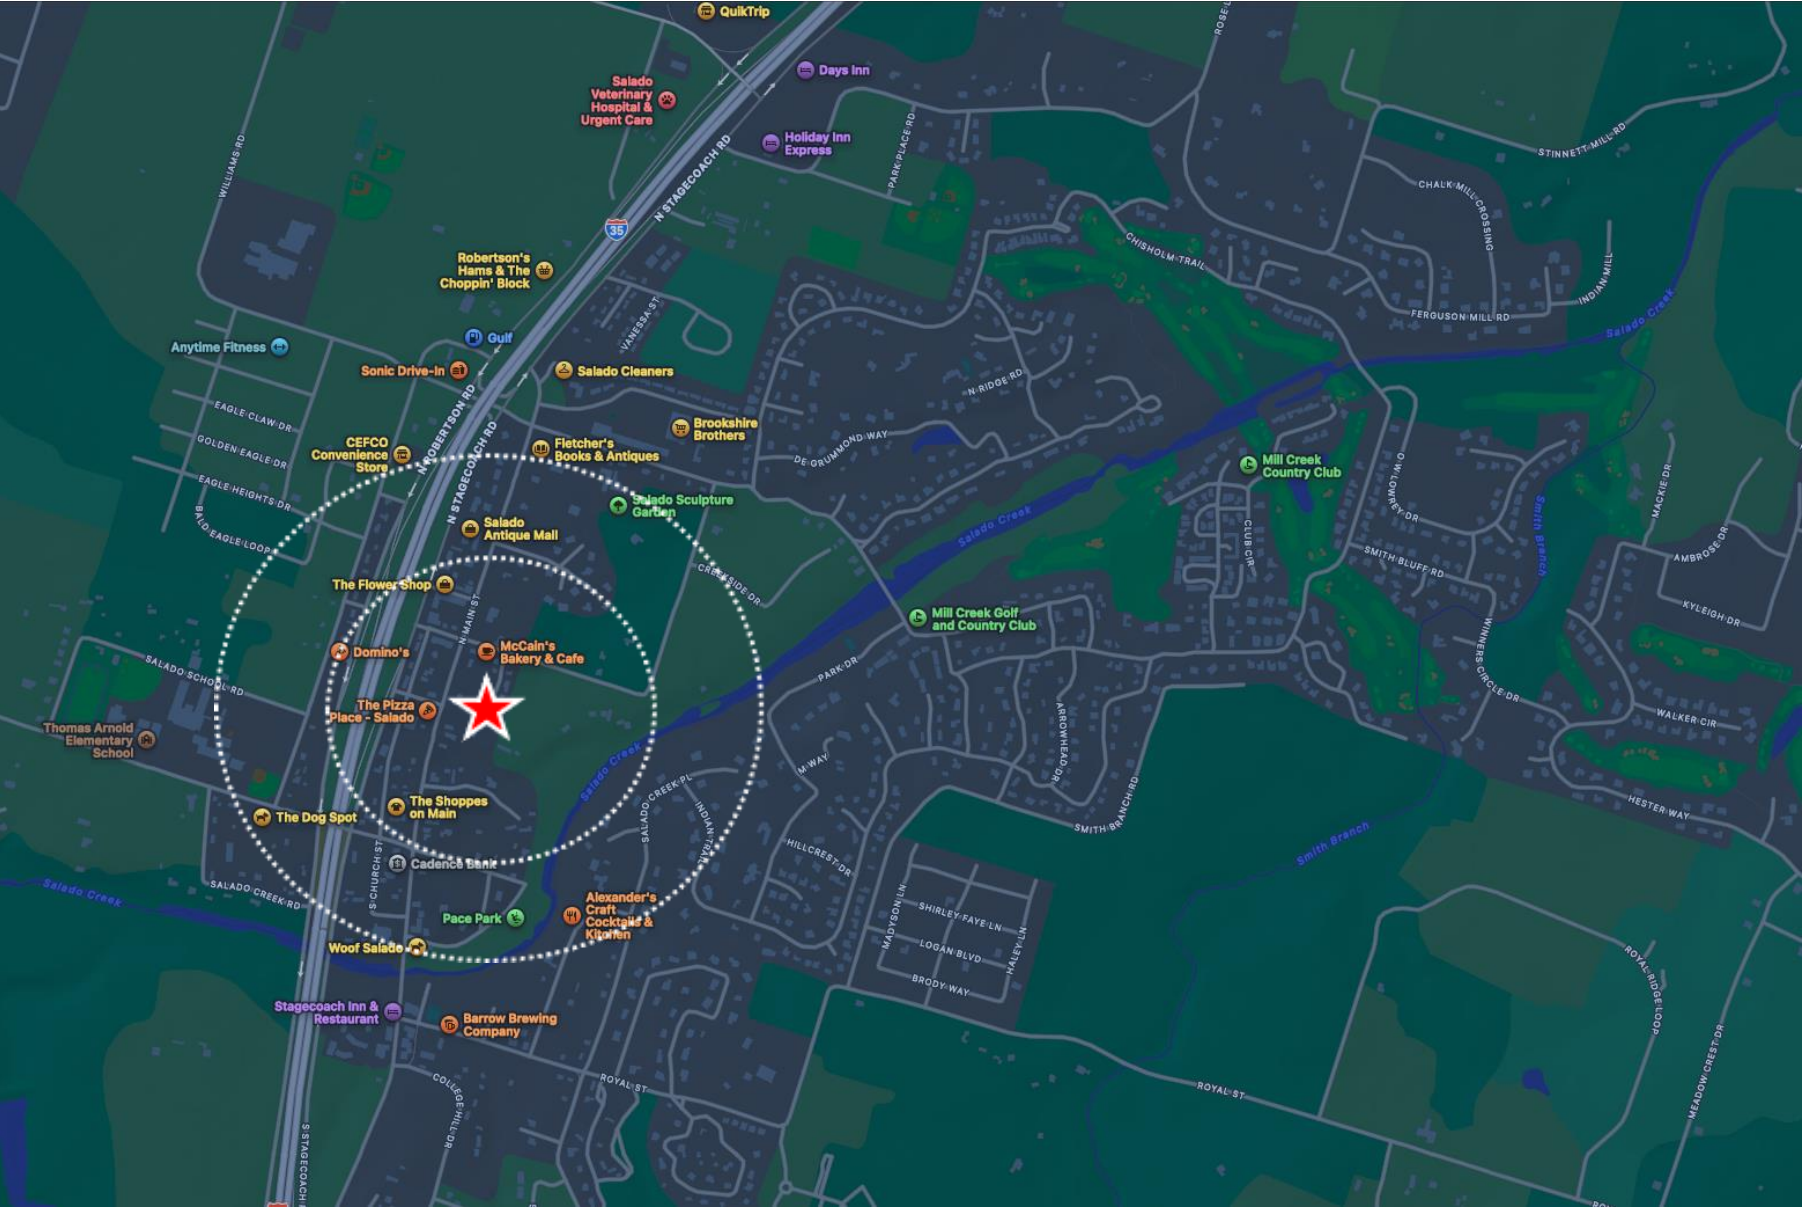 QuikTrip
Days Inn
Salado
Veterinary
Hospital &
Urgent Care
ROSE L
Holiday Inn
Express
PARK PLACE RD
STINNETT MILL RD
WILLIAMS RD
N STAGECOACH RD
35
CHALK MILL CROSSING
CHISHOLM TRAIL
INDIAN MILL
FERGUSON MILL RD
Salado Creek
Robertson's
Hams & The
Choppin' Block
VANESSA ST
Gulf
Anytime Fitness
Sonic Drive-In
Salado Cleaners
N RIDGE RD
N ROBERTSON RD
N STAGECOACH RD
EAGLE CLAW DR
GOLDEN EAGLE DR
EAGLE HEIGHTS DR
BALD EAGLE LOOP
CEFCO
Convenience
Store
Fletcher's
Books & Antiques
Brookshire
Brothers
DE GRUMMOND WAY
Mill Creek
Country Club
O W LOWREY DR
MACKIE DR
Salado Sculpture
Garden
Salado
Antique Mall
Salado Creek
CLUB CIR
Smith Branch
SMITH BLUFF RD
AMBROSE DR
KYLEIGH DR
CREEKSIDE DR
The Flower Shop
N MAIN ST
Mill Creek Golf
and Country Club
WINNERS CIRCLE DR
Domino's
McCain's
Bakery & Cafe
SALADO SCHOOL RD
PARK DR
The Pizza
Place - Salado
Thomas Arnold
Elementary
School
ARROWHEAD DR
WALKER CIR
Salado Creek
M WAY
SALADO CREEK PL
INDIAN TRAIL
SMITH BRANCH RD
HESTER WAY
The Shoppes
on Main
The Dog Spot
Smith Branch
HILLCREST DR
Cadence Bank
S CHURCH ST
Salado Creek
SALADO CREEK RD
Pace Park
Alexander's
Craft
Cocktails &
Kitchen
MADYSON LN
SHIRLEY FAYE LN
LOGAN BLVD
HALEY LN
BRODY WAY
Woof Salado
ROYAL RIDGE LOOP
Stagecoach Inn &
Restaurant
Barrow Brewing
Company
COLLEGE HILL DR
ROYAL ST
ROYAL ST
MEADOW CREST DR
S STAGECOACH
RO